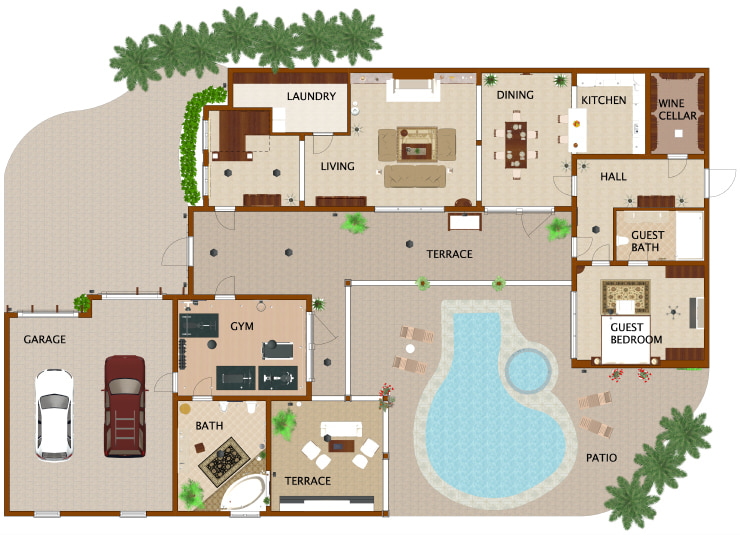 LAUNDRY
DINING
KITCHEN
WINE
CELLAR
LIVING
HALL
GUEST
BATH
TERRACE
GARAGE
GYM
GUEST
BEDROOM
BATH
TERRACE
PATIO